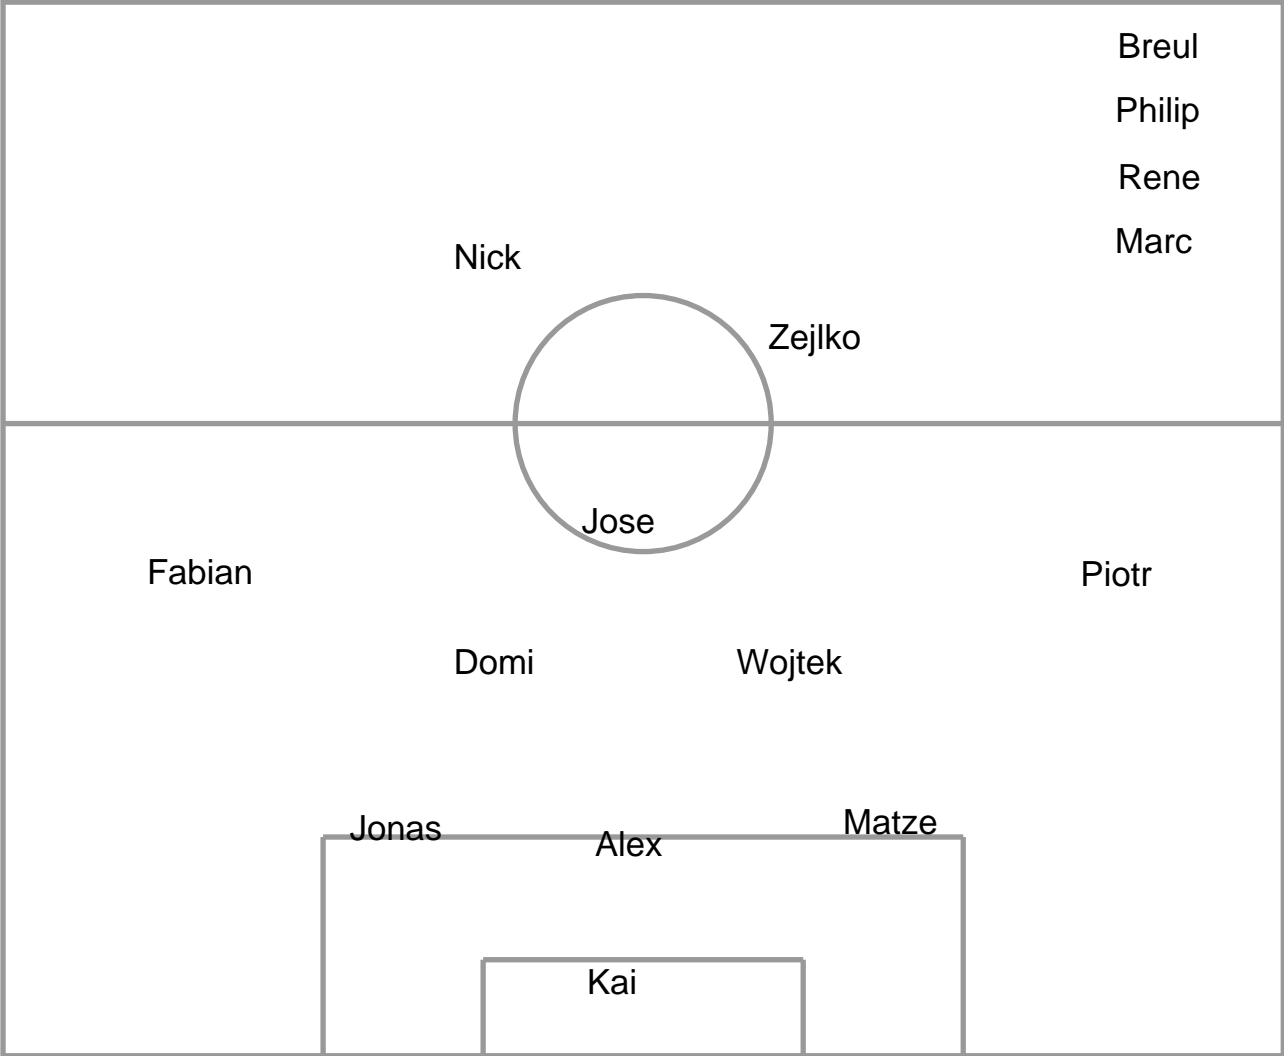 Breul
Philip
Rene
Marc
Nick
Zejlko
Jose
Fabian
Piotr
Domi
Wojtek
Jonas
Alex
Matze
Kai